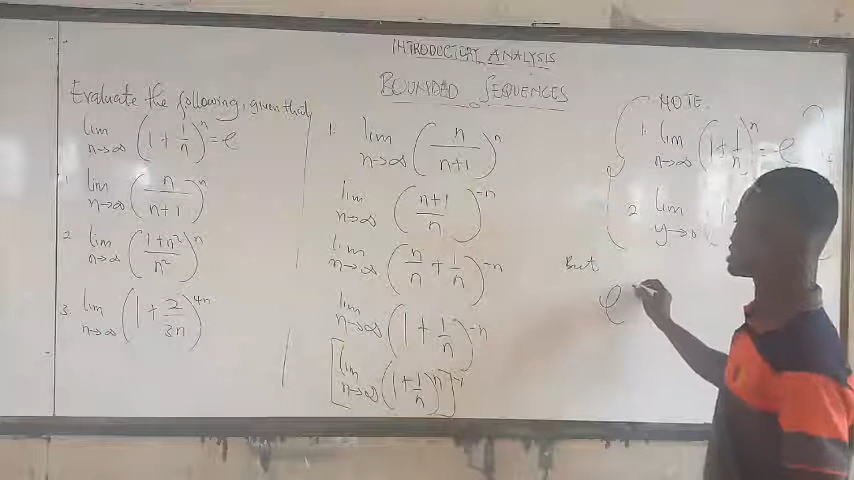 INTRODUCTORY ANALYSIS
BOUNDED SEQUENCES
Evaluate the following, given that
lim n→∞ (1 + 1/n)^n = e
1. lim n→∞ (n/(n+1))^n
2. lim n→∞ ((1+n²)/n²)^n
3. lim n→∞ (1 + 2/3n)^4n
1. lim n→∞ (n/(n+1))^n
lim n→∞ ((n+1)/n)^-n
lim n→∞ (n/n + 1/n)^-n
lim n→∞ (1 + 1/n)^-n
[lim n→∞ (1 + 1/n)^n]^-1
NOTE.
1. lim n→∞ (1 + 1/n)^n = e
2. lim y→
But
e